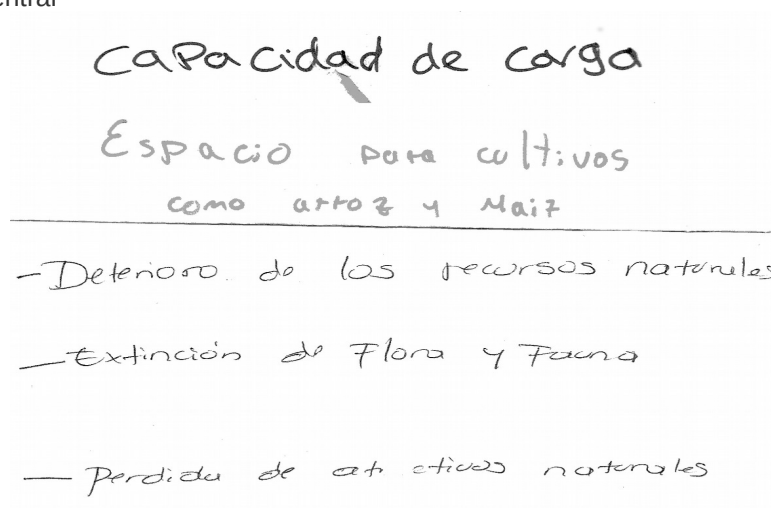 Capacidad de carga
Espacio para cultivos
como arroz y Maiz
- Deterioro de los recursos naturales
- Extinción de Flora y Fauna
- Perdida de naturales